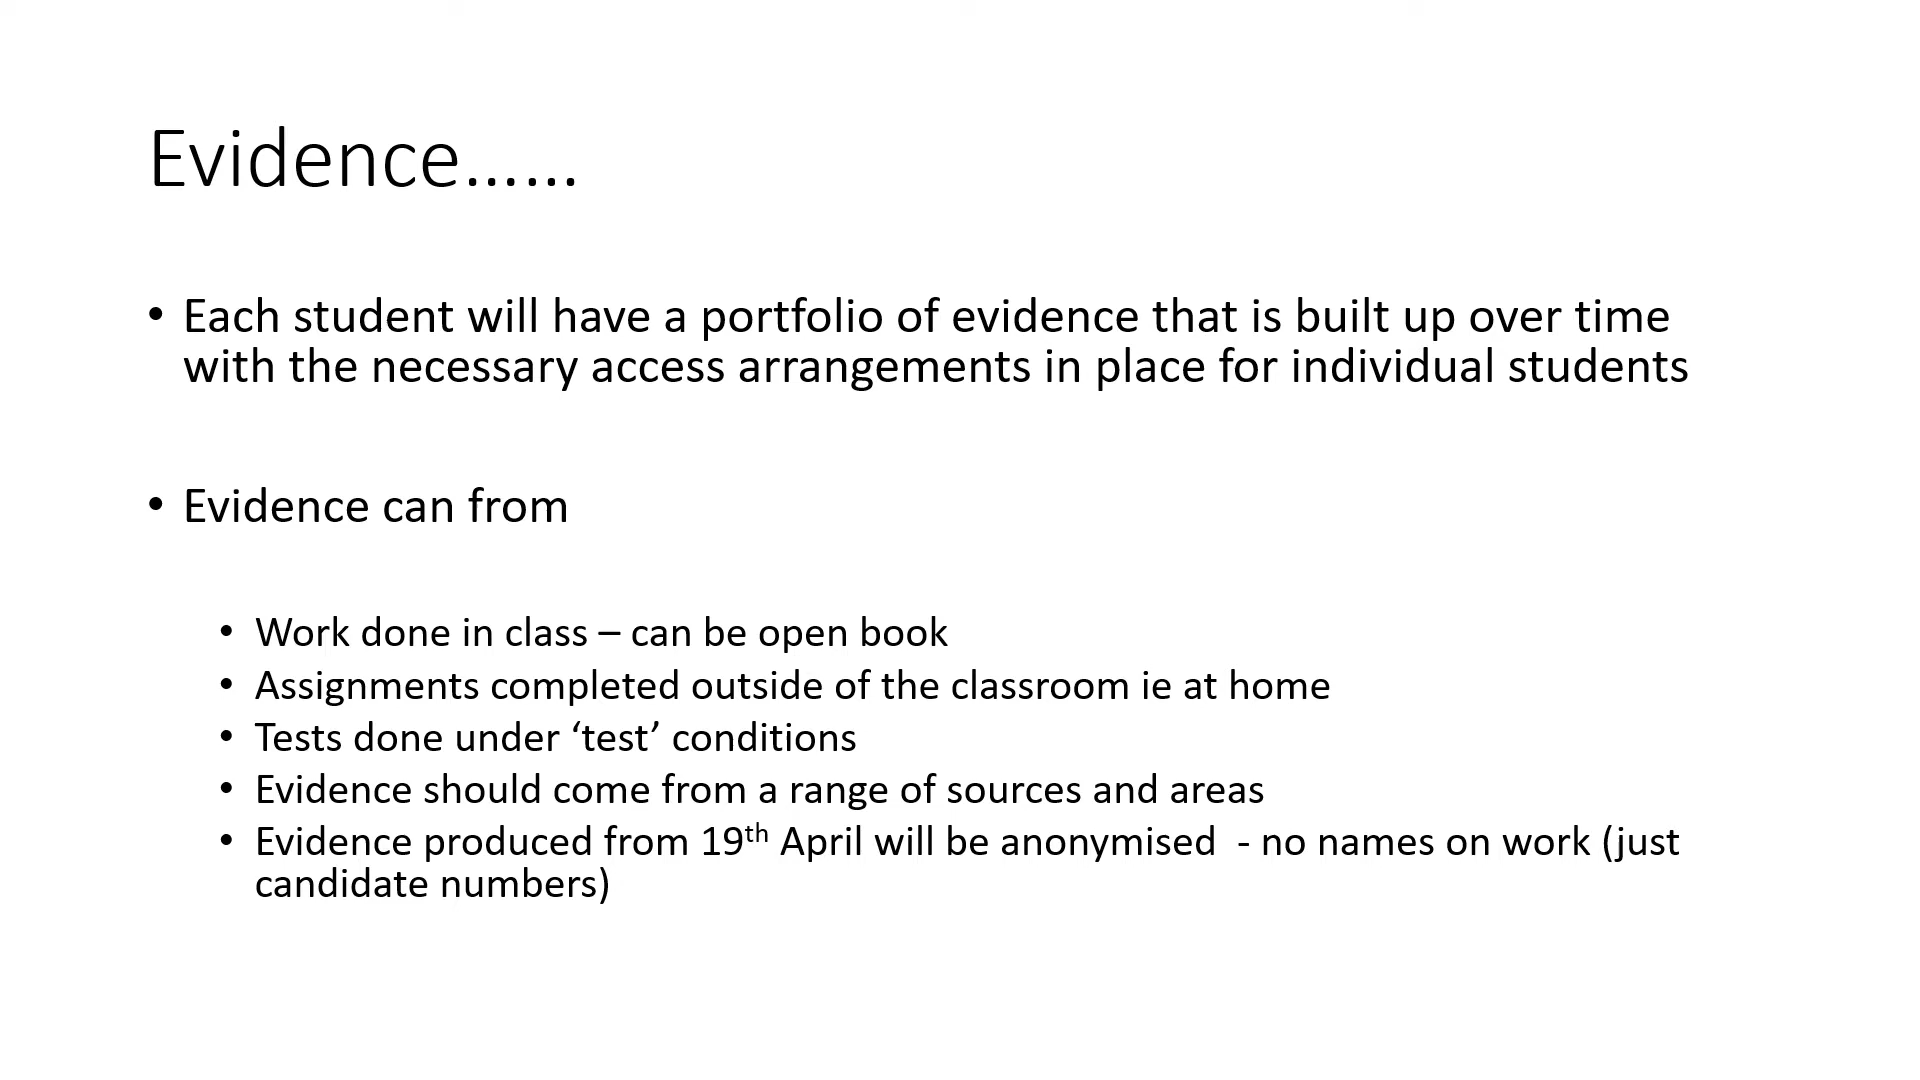 Evidence……
• Each student will have a portfolio of evidence that is built up over time
with the necessary access arrangements in place for individual students
• Evidence can from
• Work done in class – can be open book
• Assignments completed outside of the classroom ie at home
• Tests done under ‘test’ conditions
• Evidence should come from a range of sources and areas
• Evidence produced from 19th April will be anonymised  - no names on work (just
candidate numbers)